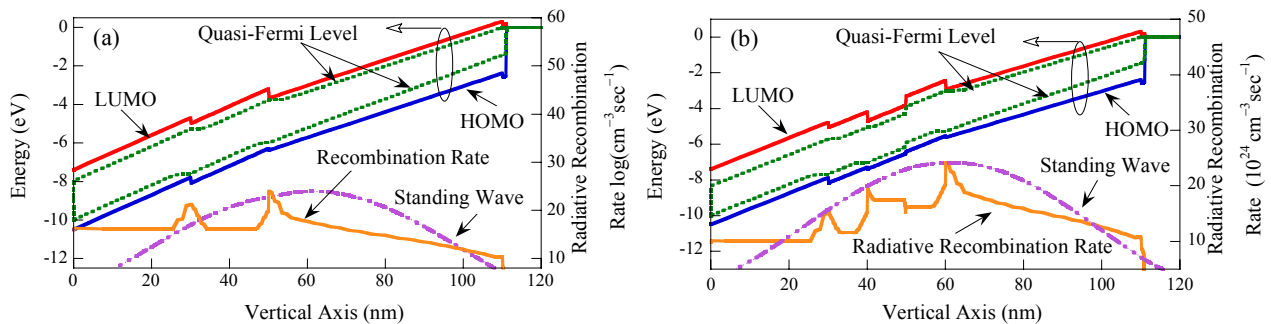 (a)
Quasi-Fermi Level
LUMO
HOMO
Recombination Rate
Standing Wave
Energy (eV)
0
-2
-4
-6
-8
-10
-12
0
20
40
60
80
100
120
Vertical Axis (nm)
60
50
40
30
20
10
Radiative Recombination
Rate log(cm⁻³sec⁻¹)
(b)
Quasi-Fermi Level
LUMO
HOMO
Standing Wave
Radiative Recombination Rate
Energy (eV)
0
-2
-4
-6
-8
-10
-12
0
20
40
60
80
100
120
Vertical Axis (nm)
50
40
30
20
10
Radiative Recombination
Rate (10²⁴ cm⁻³sec⁻¹)